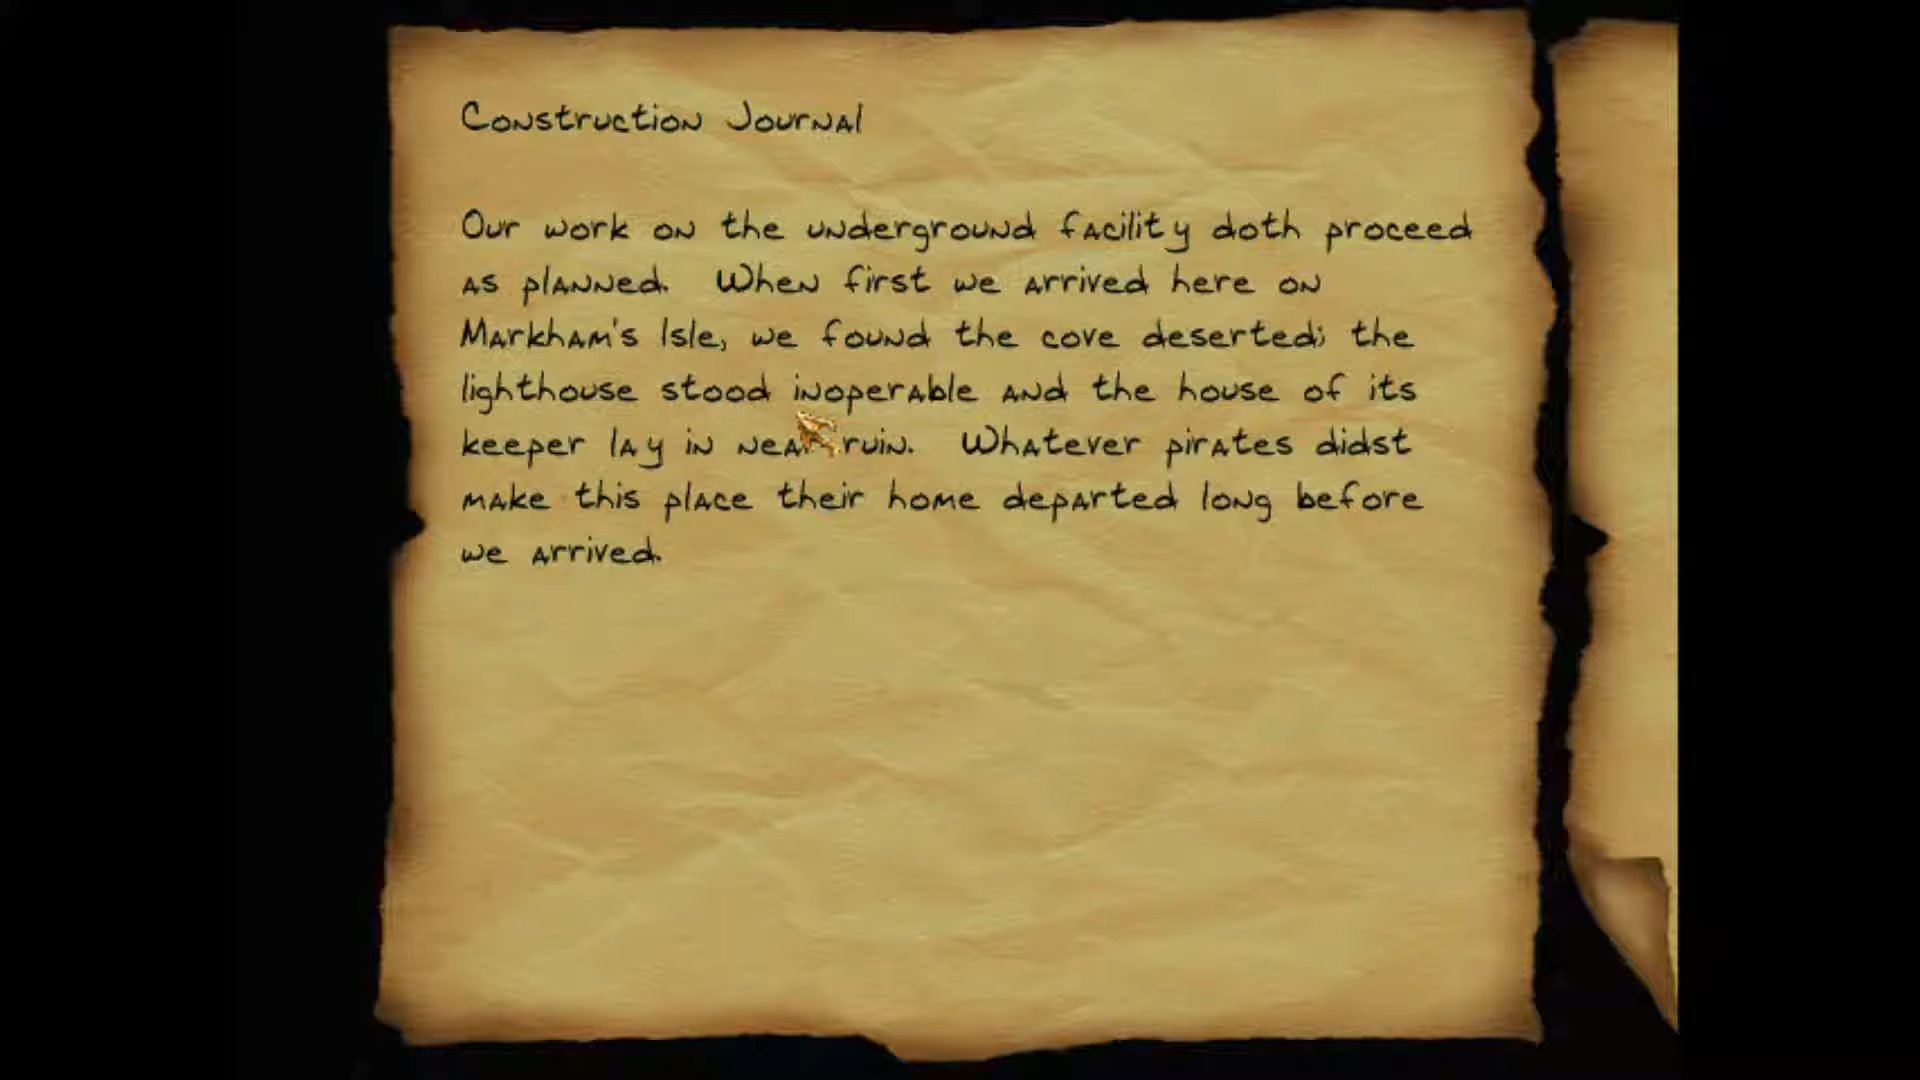 Construction Journal
Our work on the underground facility doth proceed
as planned. When first we arrived here on
Markham's Isle, we found the cove deserted; the
lighthouse stood inoperable and the house of its
keeper lay in near ruin. Whatever pirates didst
make this place their home departed long before
we arrived.